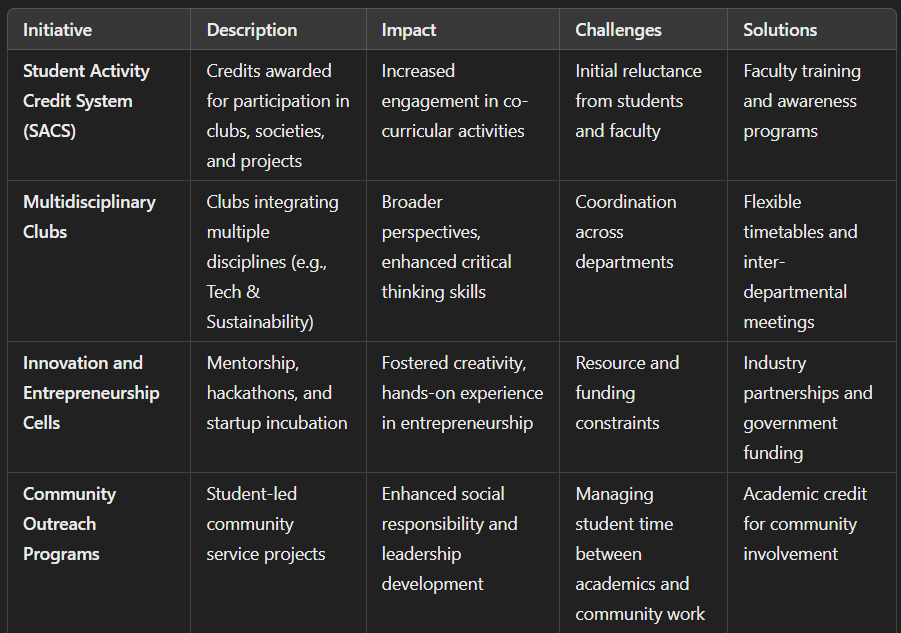 Initiative
Description
Impact
Challenges
Solutions
Student Activity
Credit System
(SACS)
Credits awarded
for participation in
clubs, societies,
and projects
Increased
engagement in co-
curricular activities
Initial reluctance
from students
and faculty
Faculty training
and awareness
programs
Multidisciplinary
Clubs
Clubs integrating
multiple
disciplines (e.g.,
Tech &
Sustainability)
Broader
perspectives,
enhanced critical
thinking skills
Coordination
across
departments
Flexible
timetables and
inter-
departmental
meetings
Innovation and
Entrepreneurship
Cells
Mentorship,
hackathons, and
startup incubation
Fostered creativity,
hands-on experience
in entrepreneurship
Resource and
funding
constraints
Industry
partnerships and
government
funding
Community
Outreach
Programs
Student-led
community
service projects
Enhanced social
responsibility and
leadership
development
Managing
student time
between
academics and
community work
Academic credit
for community
involvement